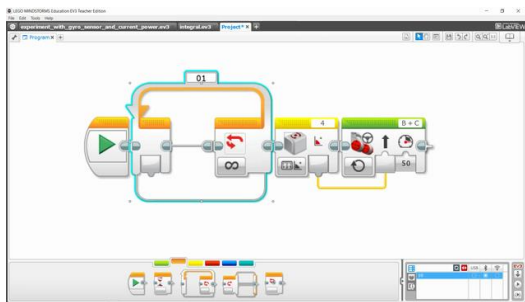 LEGO MINDSTORMS Education EV3 Teacher Edition
File Edit Tools Help
experiment_with_gyro_sensor_and_current_power.ev3 integral.ev3 Project* × +
Program × +
01
4
B + C
50
EV3